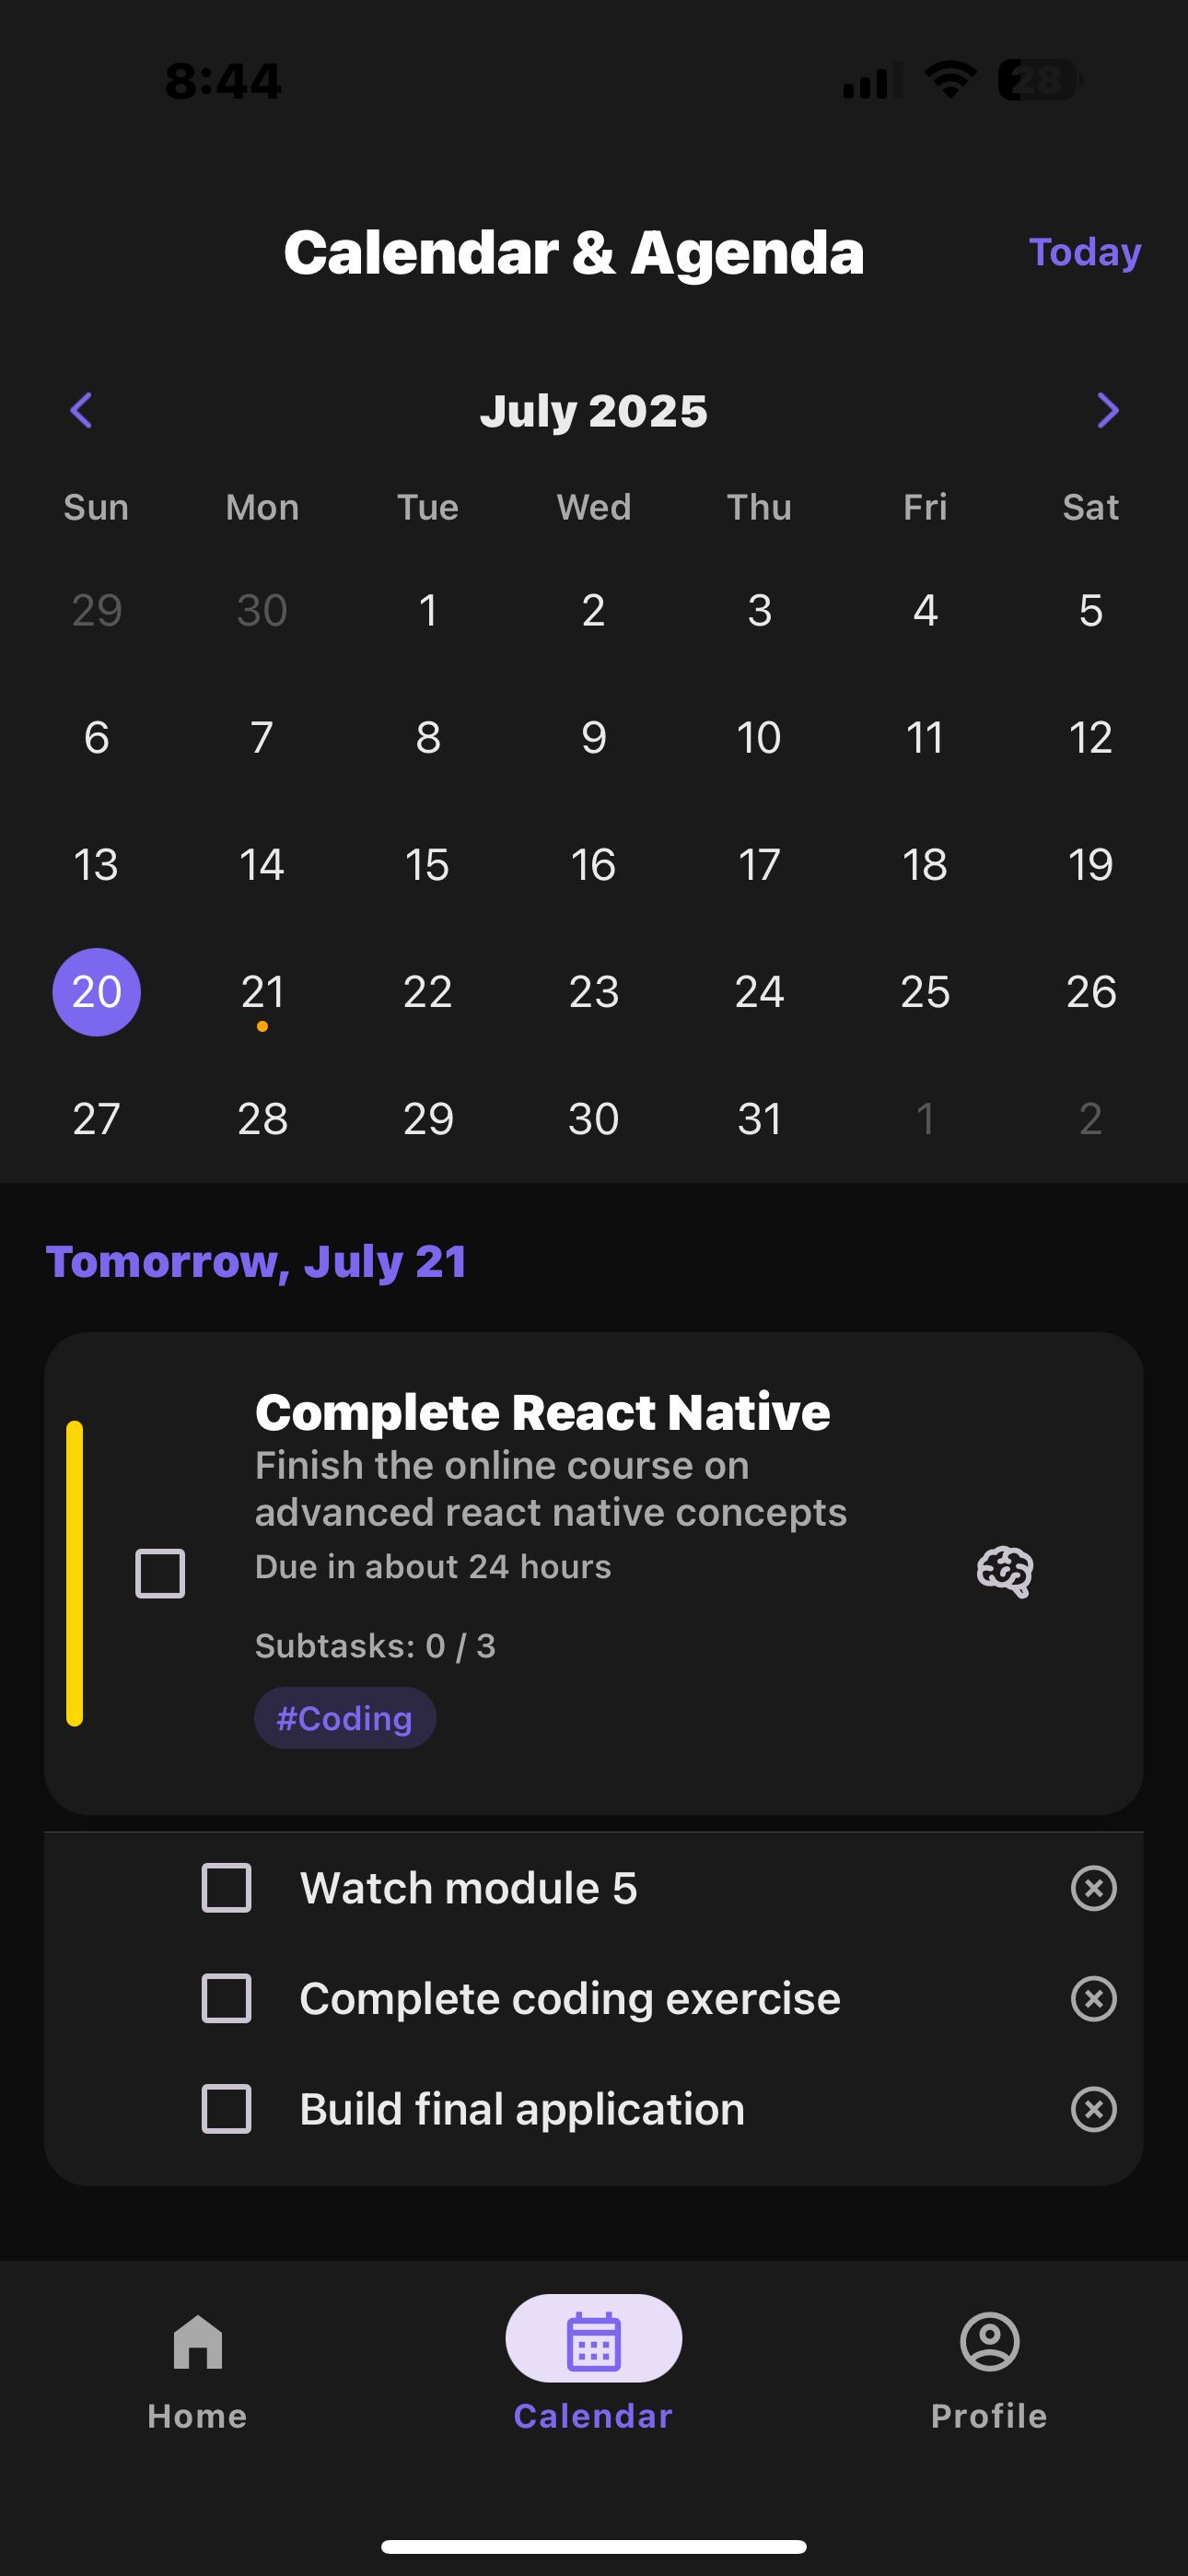 8:44
28
Calendar & Agenda
Today
July 2025
Sun Mon Tue Wed Thu Fri Sat
29 30 1 2 3 4 5
6 7 8 9 10 11 12
13 14 15 16 17 18 19
20 21 22 23 24 25 26
27 28 29 30 31 1 2
Tomorrow, July 21
Complete React Native
Finish the online course on
advanced react native concepts
Due in about 24 hours
Subtasks: 0 / 3
#Coding
Watch module 5
Complete coding exercise
Build final application
Home Calendar Profile